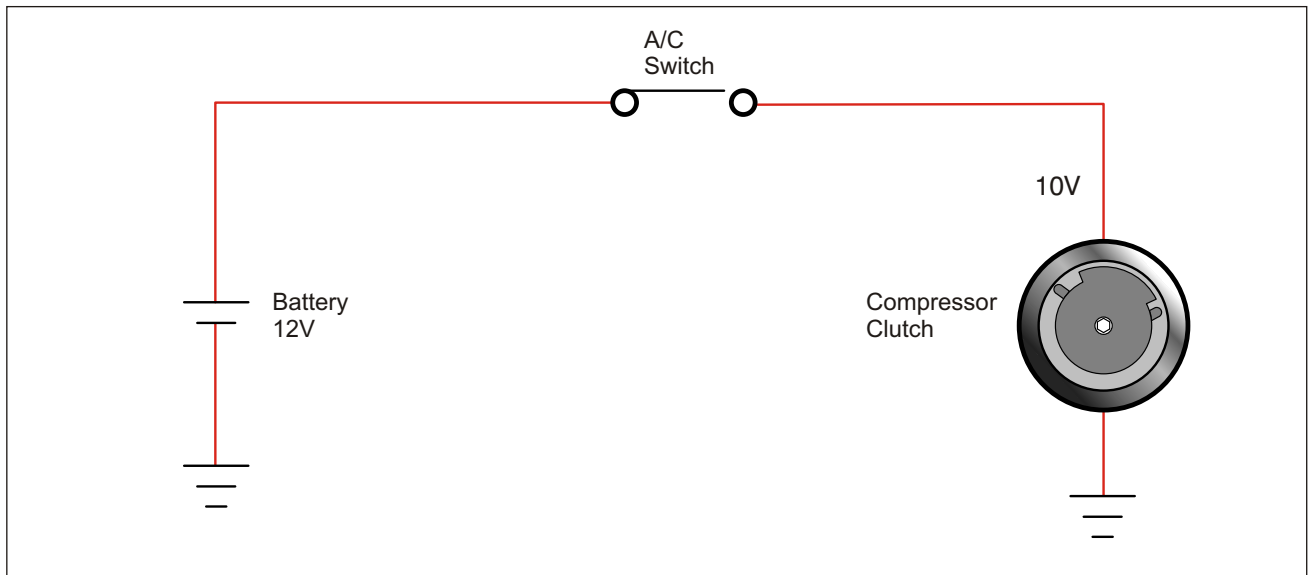 A/C
Switch
10V
Battery
12V
Compressor
Clutch